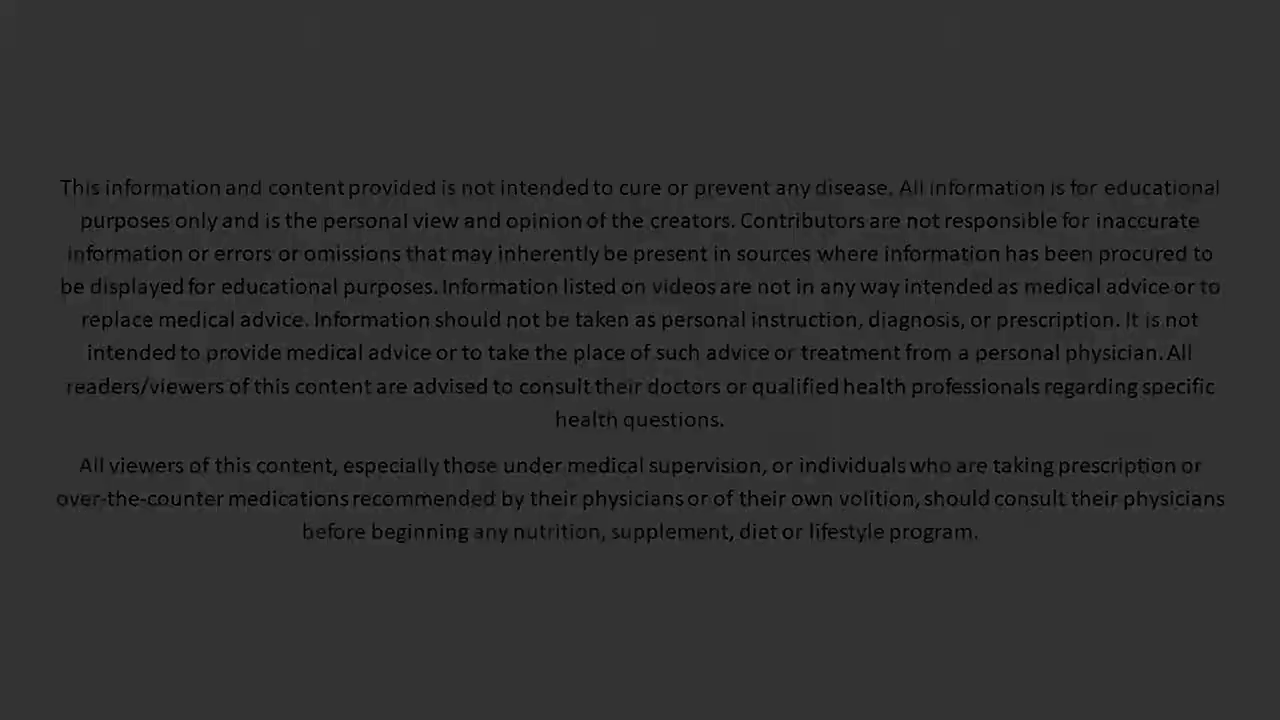 This information and content provided is not intended to cure or prevent any disease. All information is for educational
purposes only and is the personal view and opinion of the creators. Contributors are not responsible for inaccurate
information or errors or omissions that may inherently be present in sources where information has been procured to
be displayed for educational purposes. Information listed on videos are not in any way intended as medical advice or to
replace medical advice. Information should not be taken as personal instruction, diagnosis, or prescription. It is not
intended to provide medical advice or to take the place of such advice or treatment from a personal physician. All
readers/viewers of this content are advised to consult their doctors or qualified health professionals regarding specific
health questions.
All viewers of this content, especially those under medical supervision, or individuals who are taking prescription or
over-the-counter medications recommended by their physicians or of their own volition, should consult their physicians
before beginning any nutrition, supplement, diet or lifestyle program.